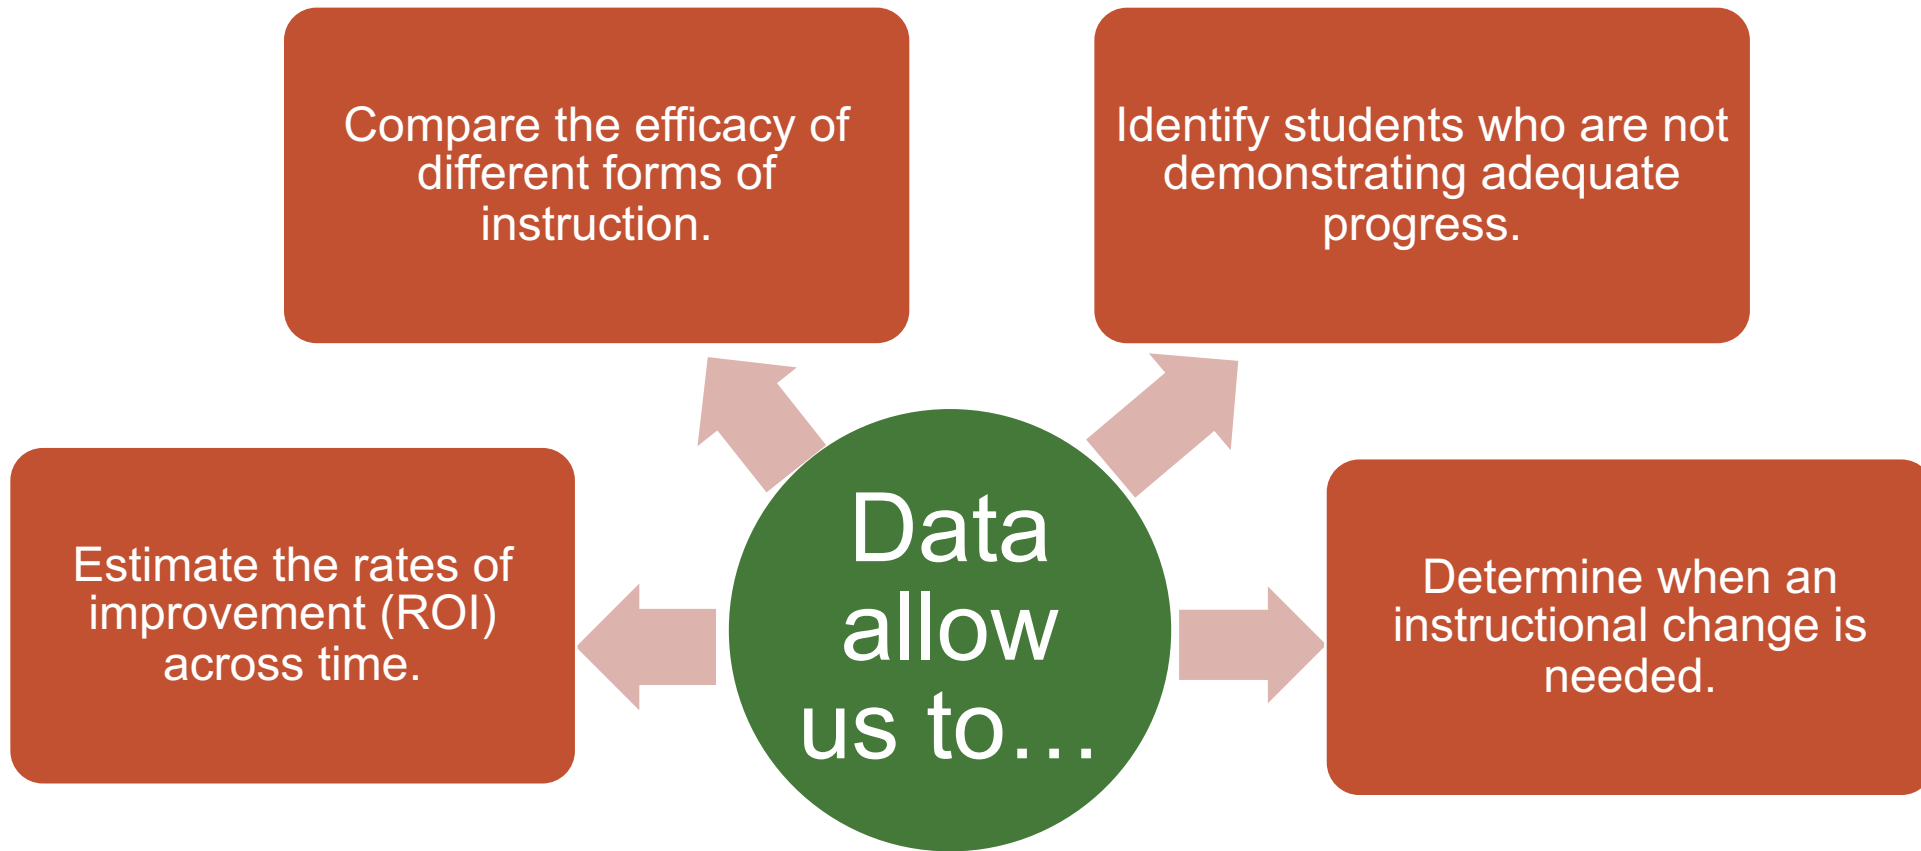 Compare the efficacy of
different forms of
instruction.
Identify students who are not
demonstrating adequate
progress.
Estimate the rates of
improvement (ROI)
across time.
Data
allow
us to…
Determine when an
instructional change is
needed.